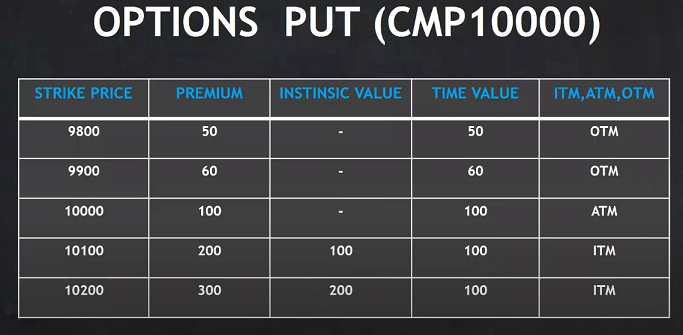 OPTIONS PUT (CMP10000)
STRIKE PRICE PREMIUM INSTINSIC VALUE TIME VALUE ITM,ATM,OTM
9800 50 - 50 OTM
9900 60 - 60 OTM
10000 100 - 100 ATM
10100 200 100 100 ITM
10200 300 200 100 ITM